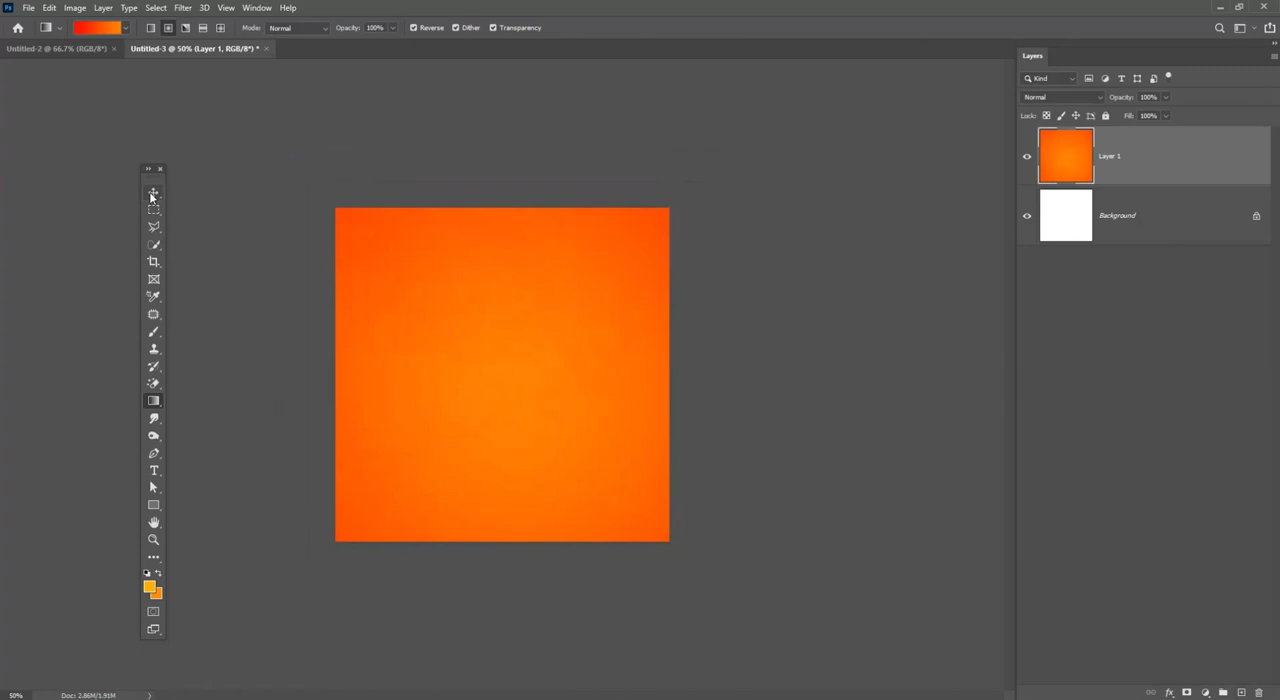 Ps File Edit Image Layer Type Select Filter 3D View Window Help
Mode: Normal Opacity: 100% Reverse Dither Transparency
Untitled-2 @ 66.7% (RGB/8*) × Untitled-3 @ 50% (Layer 1, RGB/8*) * ×
Layers
Kind
Normal Opacity: 100%
Lock: Fill: 100%
Layer 1
Background
50% Doc: 2.86M/1.91M